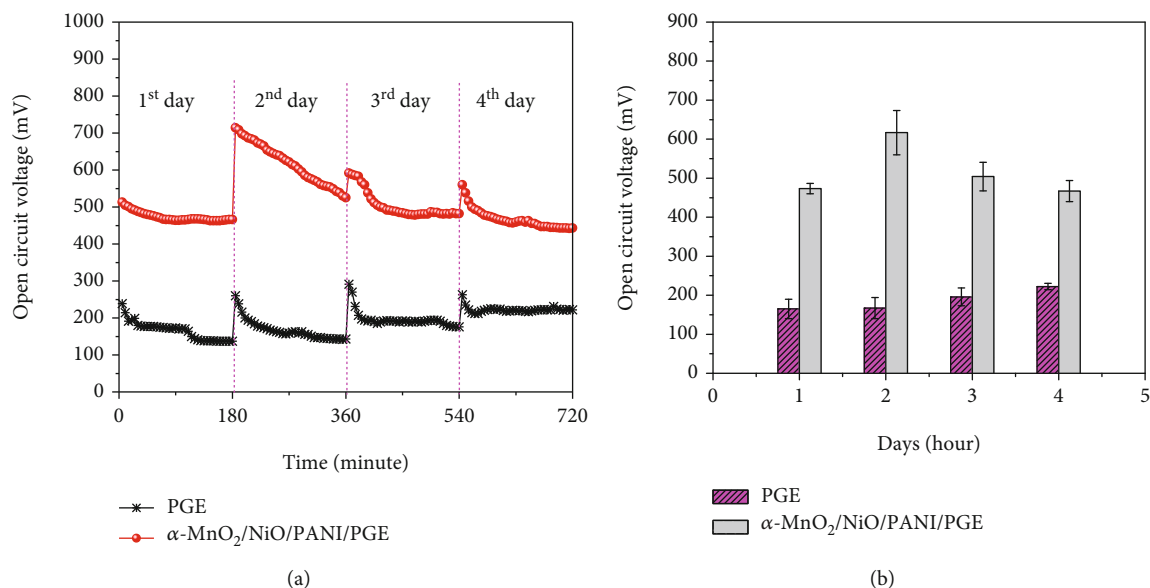 (a)
1000
900
800
700
600
500
400
300
200
100
0
Open circuit voltage (mV)
1st day
2nd day
3rd day
4th day
0
180
360
540
720
Time (minute)
PGE
α-MnO2/NiO/PANI/PGE
(a)
(b)
900
800
700
600
500
400
300
200
100
0
Open circuit voltage (mV)
0
1
2
3
4
5
Days (hour)
PGE
α-MnO2/NiO/PANI/PGE
(b)